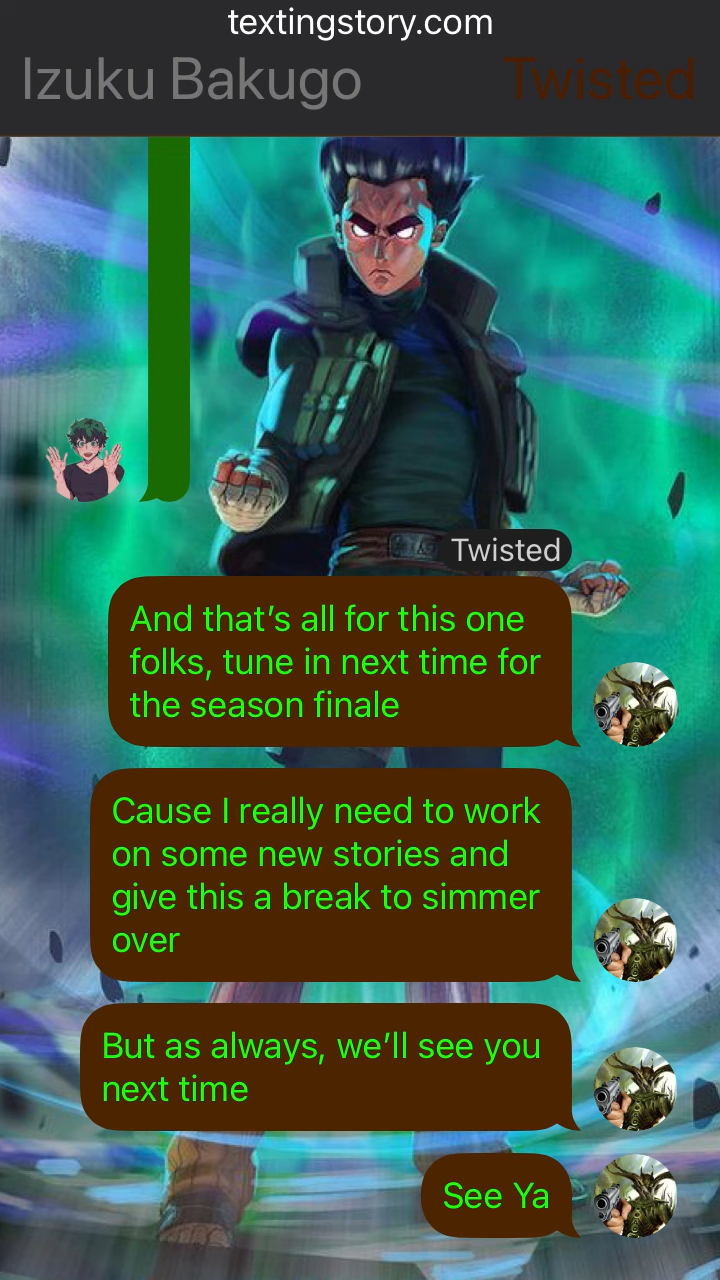 textingstory.com
Izuku Bakugo
Twisted
Twisted
And that’s all for this one
folks, tune in next time for
the season finale
Cause I really need to work
on some new stories and
give this a break to simmer
over
But as always, we’ll see you
next time
See Ya